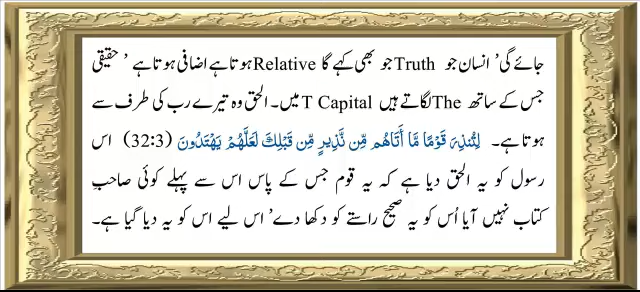 جائے گی‘ انسان جو Truth جو بھی کہے گا Relative ہوتا ہے اضافی ہوتا ہے ‘ حقیقی
جس کے ساتھ The لگاتے ہیں T Capital میں۔ الحق وہ تیرے رب کی طرف سے
ہوتا ہے۔ لِتُنذِرَ قَوْمًا مَّا أَتَاهُم مِّن نَّذِيرٍ مِّن قَبْلِكَ لَعَلَّهُمْ يَهْتَدُونَ (32:3) اس
رسول کو یہ الحق دیا ہے کہ یہ قوم جس کے پاس اس سے پہلے کوئی صاحبِ
کتاب نہیں آیا اُس کو یہ صحیح راستے کو دکھا دے‘ اس لیے اس کو یہ دیا گیا ہے۔